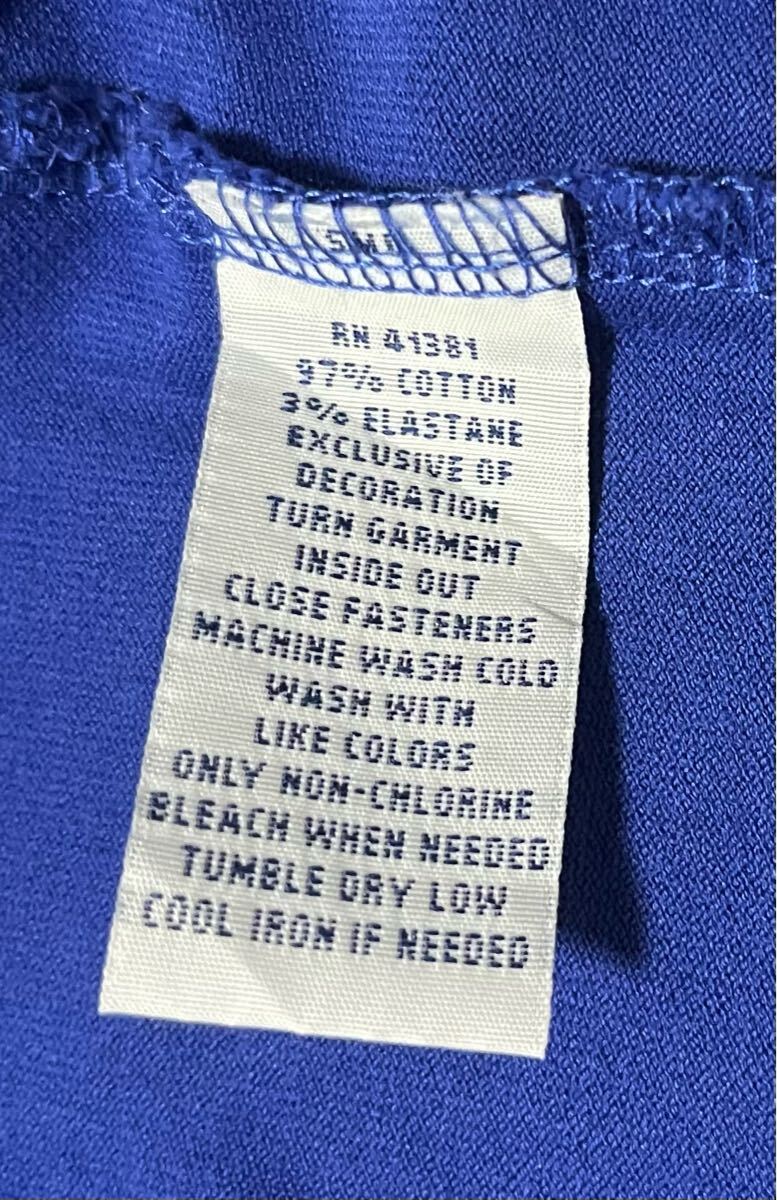 RN 41381
97% COTTON
3% ELASTANE
EXCLUSIVE OF
DECORATION
TURN GARMENT
INSIDE OUT
CLOSE FASTENERS
MACHINE WASH COLD
WASH WITH
LIKE COLORS
ONLY NON-CHLORINE
BLEACH WHEN NEEDED
TUMBLE DRY LOW
COOL IRON IF NEEDED